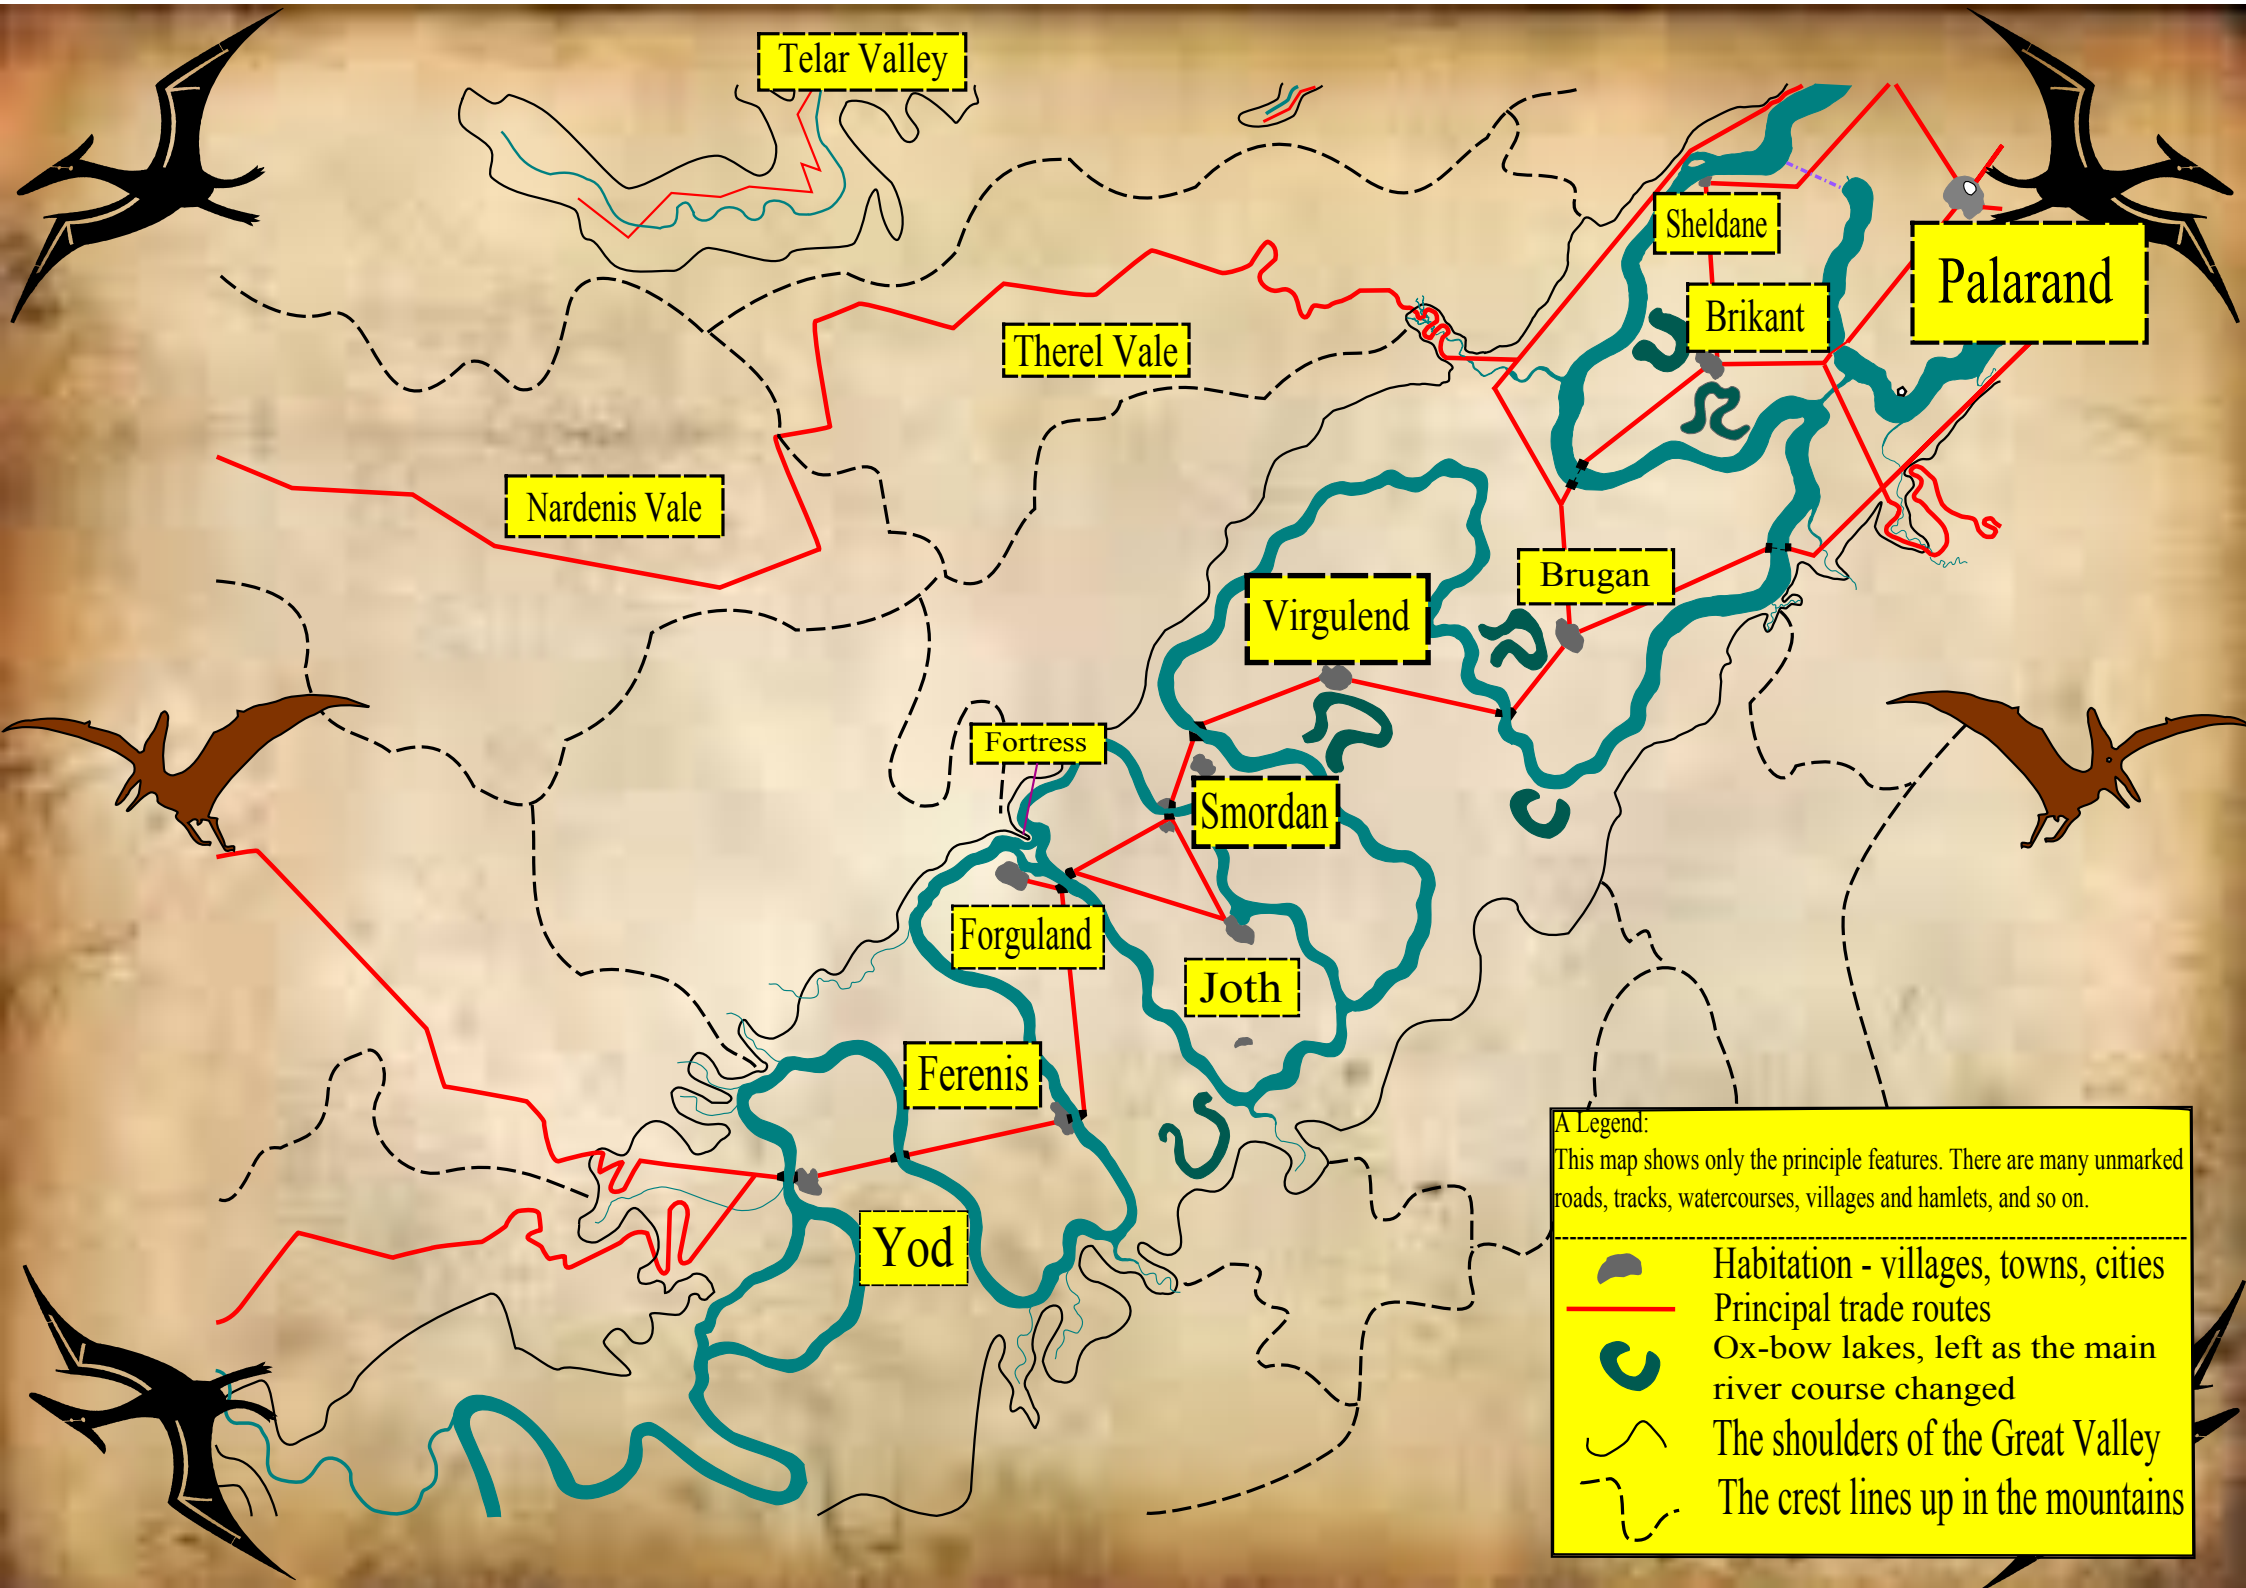 Telar Valley
Sheldane
Palarand
Brikant
Therel Vale
Nardenis Vale
Brugan
Virgulend
Fortress
Smordan
Forguland
Joth
Ferenis
Yod
A Legend:
This map shows only the principle features. There are many unmarked
roads, tracks, watercourses, villages and hamlets, and so on.
Habitation - villages, towns, cities
Principal trade routes
Ox-bow lakes, left as the main
river course changed
The shoulders of the Great Valley
The crest lines up in the mountains